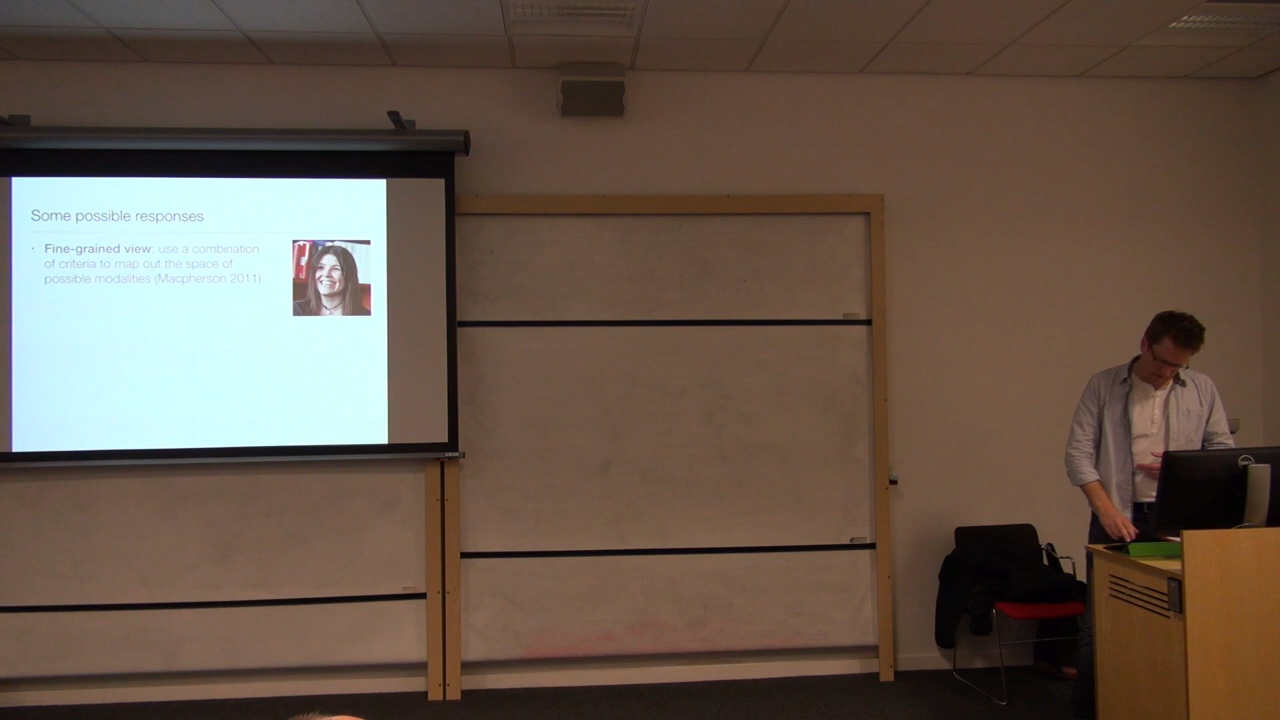 Some possible responses
• Fine-grained view: use a combination
of criteria to map out the space of
possible modalities (Macpherson 2011)